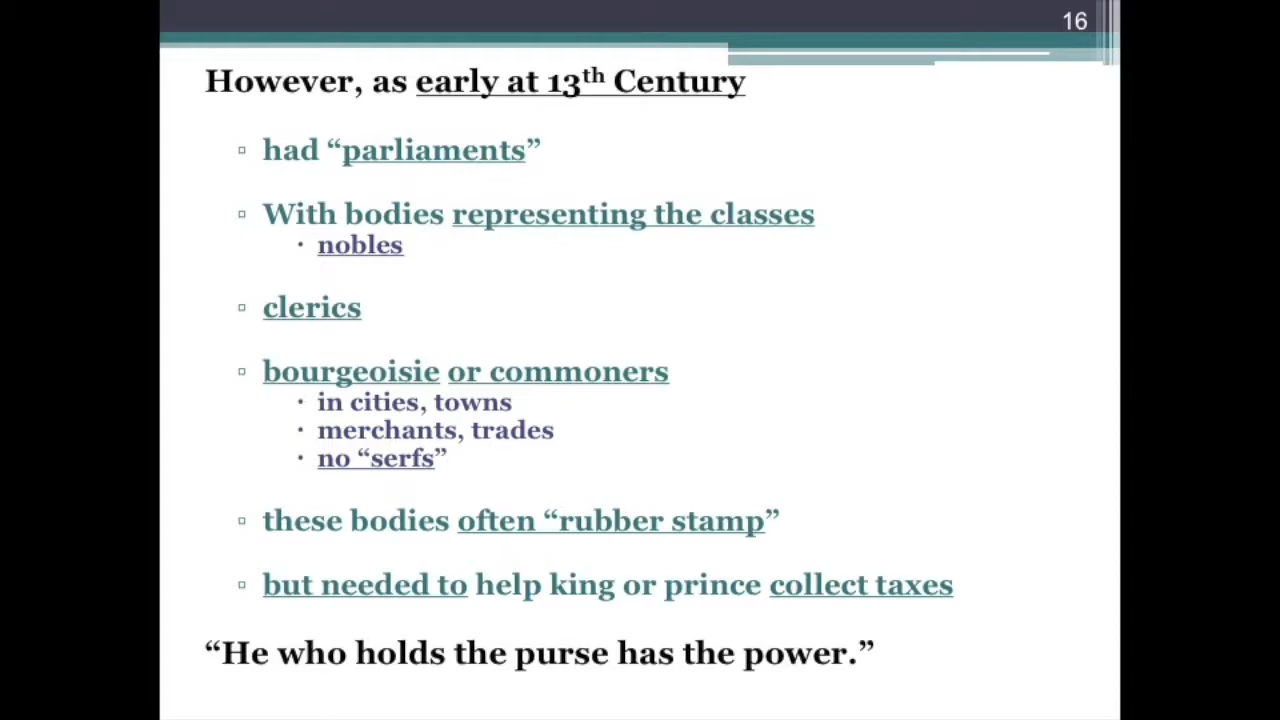 16
However, as early at 13th Century
▫ had “parliaments”
▫ With bodies representing the classes
· nobles
▫ clerics
▫ bourgeoisie or commoners
· in cities, towns
· merchants, trades
· no “serfs”
▫ these bodies often “rubber stamp”
▫ but needed to help king or prince collect taxes
“He who holds the purse has the power.”